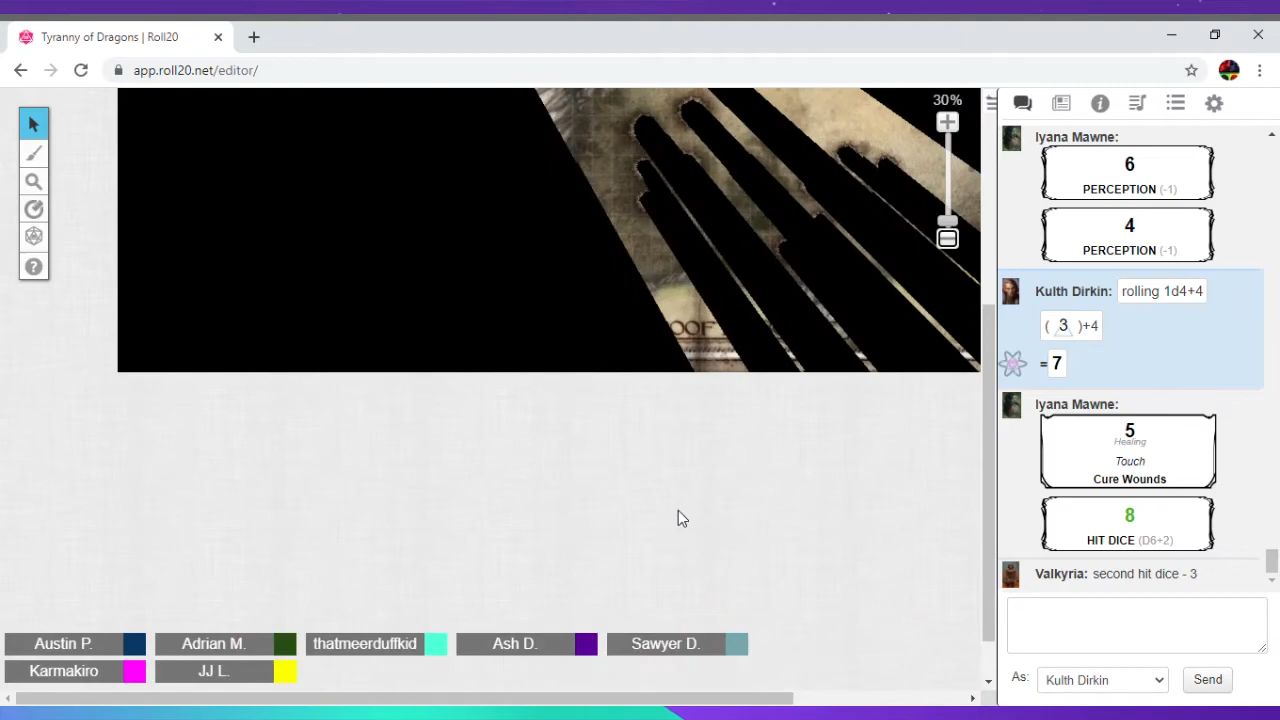 Tyranny of Dragons | Roll20
app.roll20.net/editor/
30%
OOF
Iyana Mawne:
6
PERCEPTION (-1)
4
PERCEPTION (-1)
Kulth Dirkin: rolling 1d4+4
( 3 )+4
= 7
Iyana Mawne:
5
Healing
Touch
Cure Wounds
8
HIT DICE (D6+2)
Valkyria: second hit dice - 3
Austin P.
Adrian M.
thatmeerduffkid
Ash D.
Sawyer D.
Karmakiro
JJ L.
As: Kulth Dirkin
Send